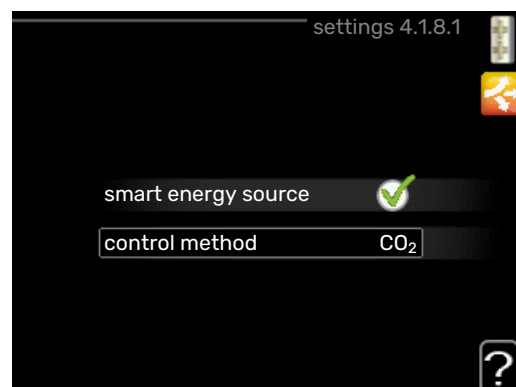 settings 4.1.8.1
smart energy source
control method CO₂
?